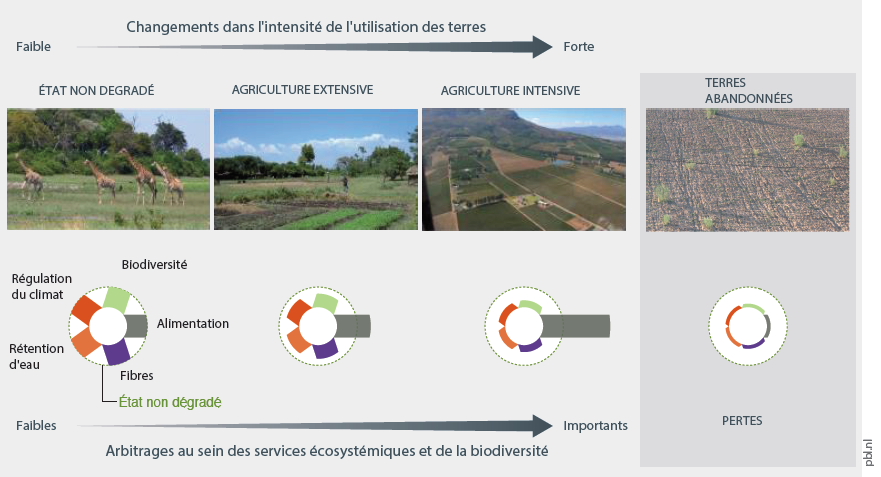 Changements dans l'intensité de l'utilisation des terres
Faible
Forte
ÉTAT NON DEGRADÉ
AGRICULTURE EXTENSIVE
AGRICULTURE INTENSIVE
TERRES
ABANDONNÉES
Biodiversité
Régulation
du climat
Alimentation
Rétention
d'eau
Fibres
État non dégradé
Faibles
Importants
PERTES
Arbitrages au sein des services écosystémiques et de la biodiversité
pbl.nl